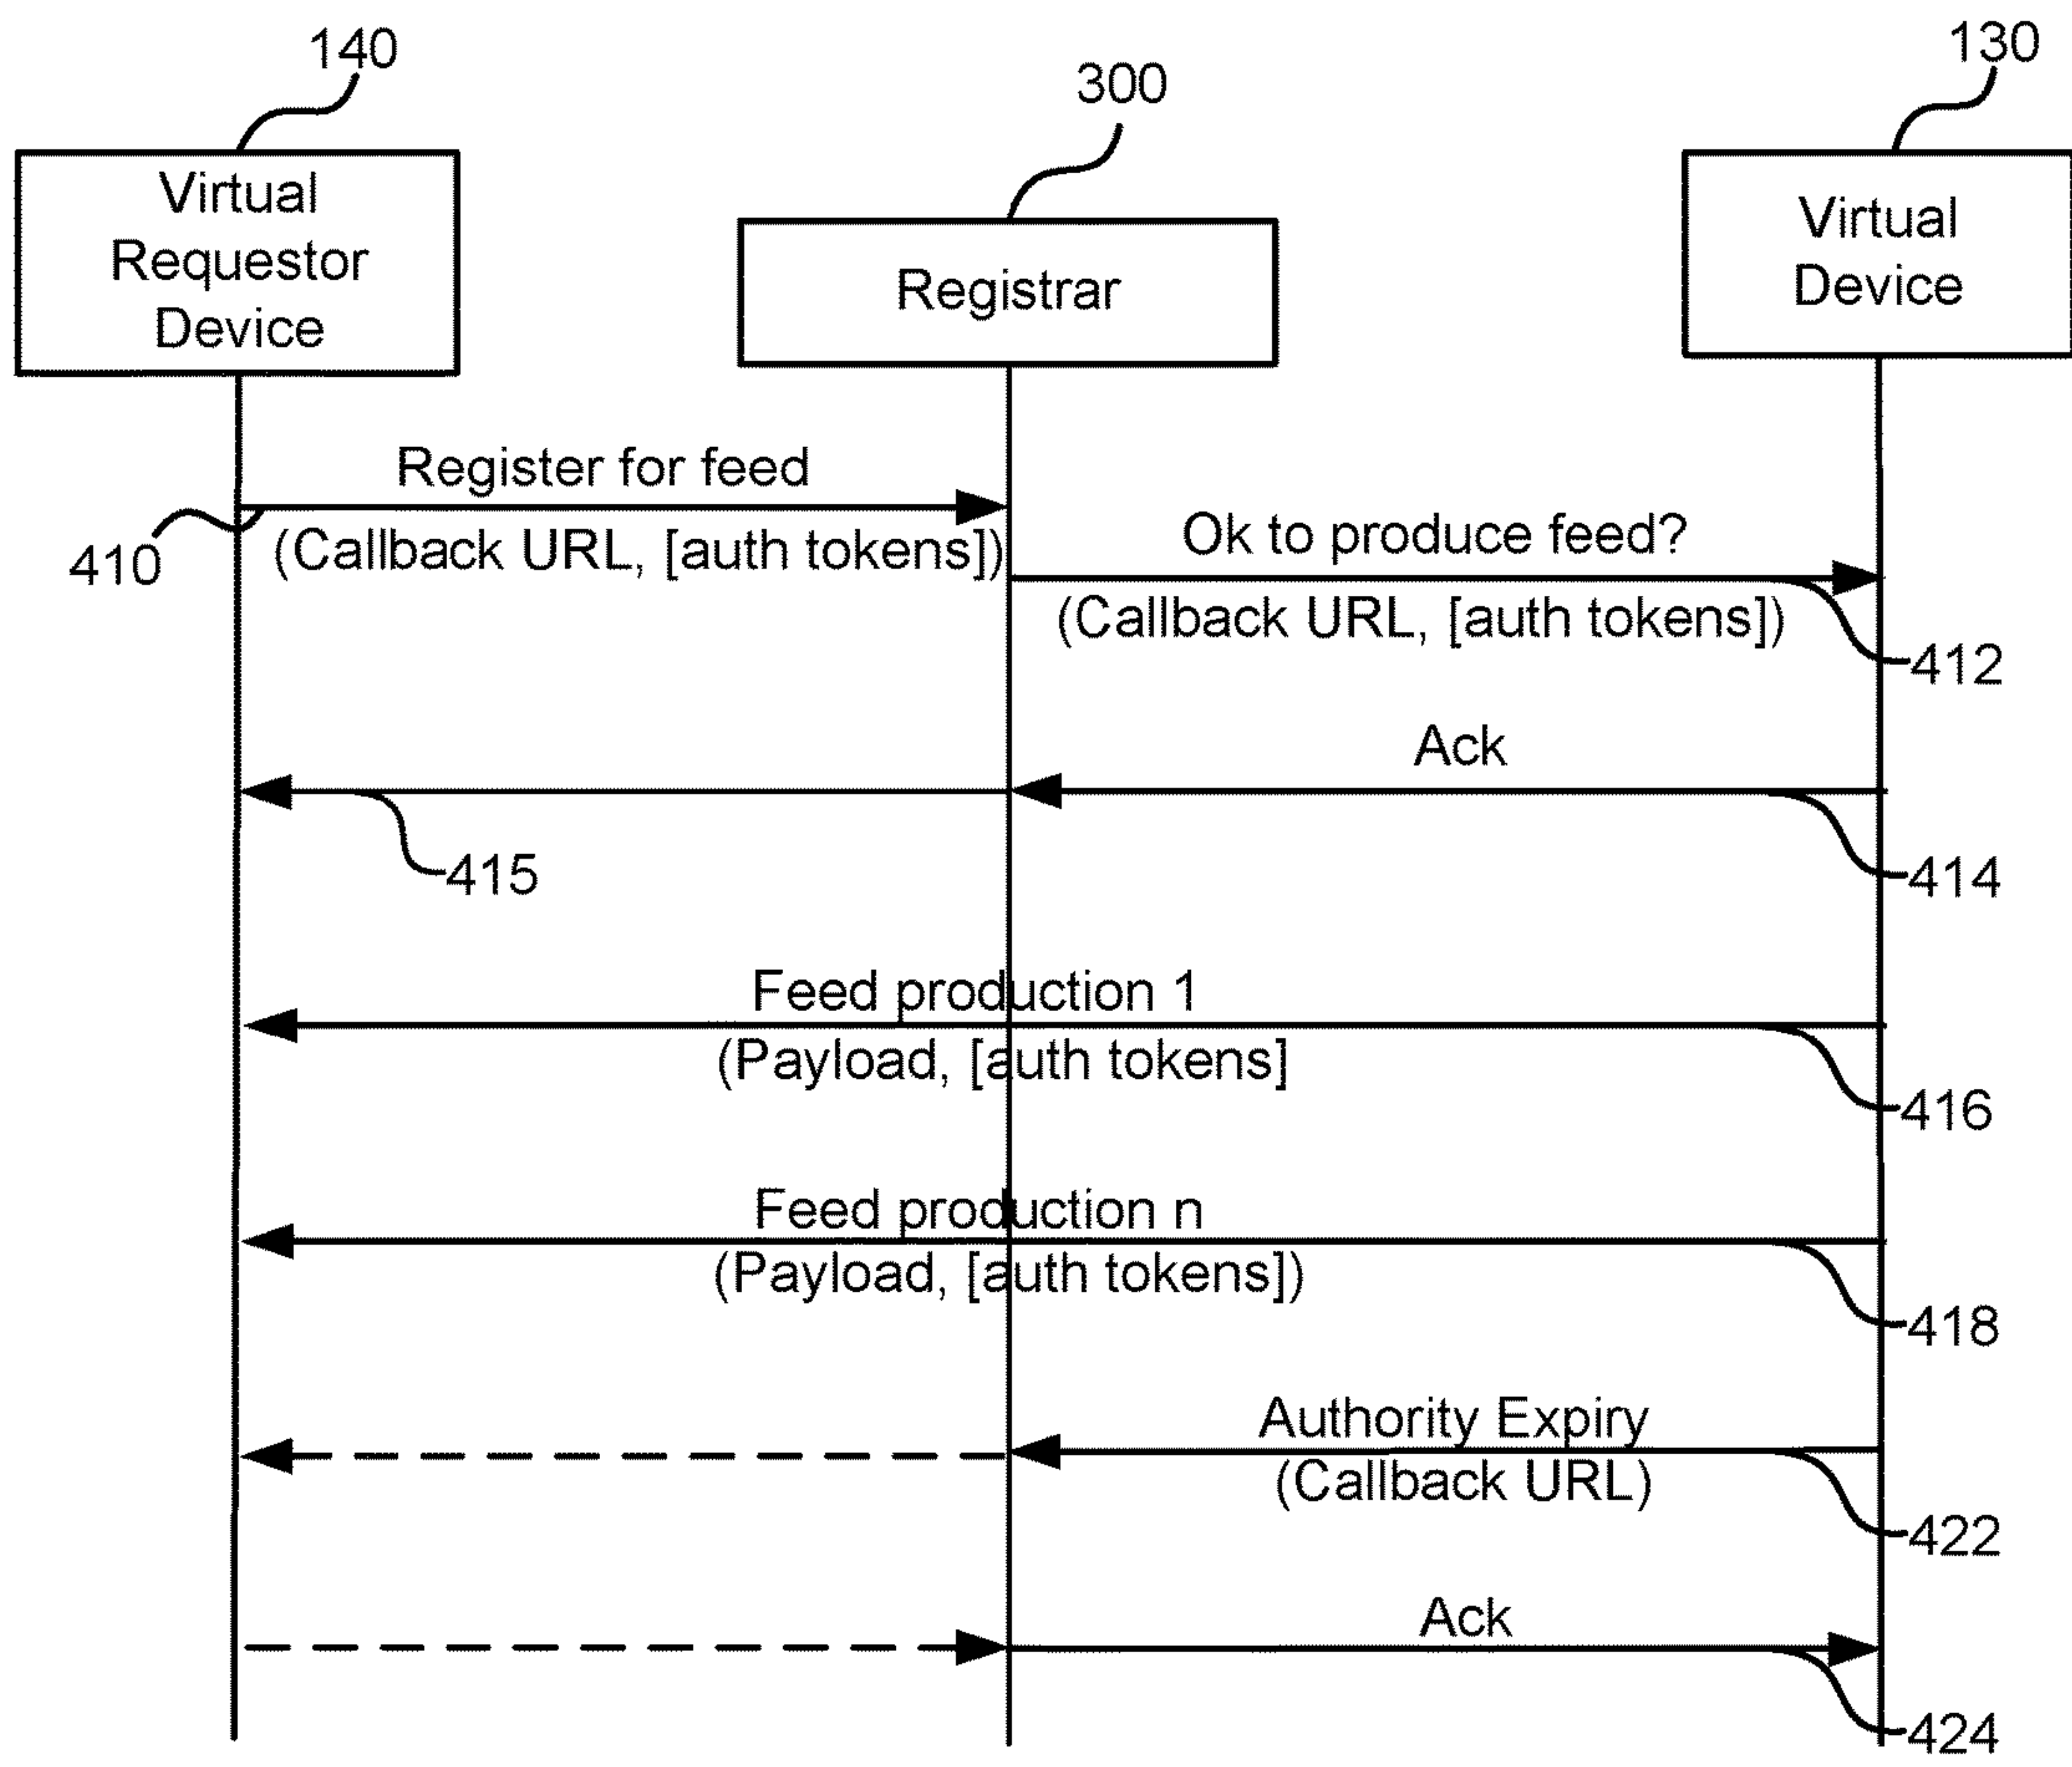 140
300
130
Virtual
Requestor
Device
Registrar
Virtual
Device
Register for feed
(Callback URL, [auth tokens])
410
Ok to produce feed?
(Callback URL, [auth tokens])
412
Ack
415
414
Feed production 1
(Payload, [auth tokens]
416
Feed production n
(Payload, [auth tokens])
418
Authority Expiry
(Callback URL)
422
Ack
424